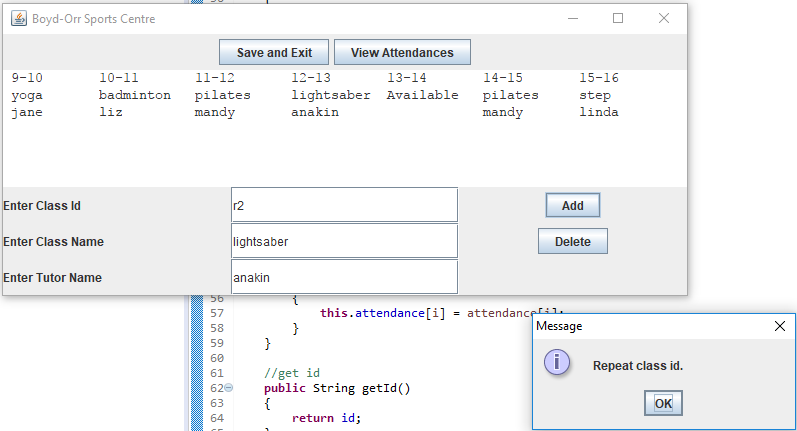 Boyd-Orr Sports Centre
Save and Exit View Attendances
9-10 10-11 11-12 12-13 13-14 14-15 15-16
yoga badminton pilates lightsaber Available pilates step
jane liz mandy anakin mandy linda
Enter Class Id r2 Add
Enter Class Name lightsaber Delete
Enter Tutor Name anakin
56 {
57 this.attendance[i] = attendance[i];
58 }
59 }
60
61 //get id
62 public String getId()
63 {
64 return id;
Message
Repeat class id.
OK